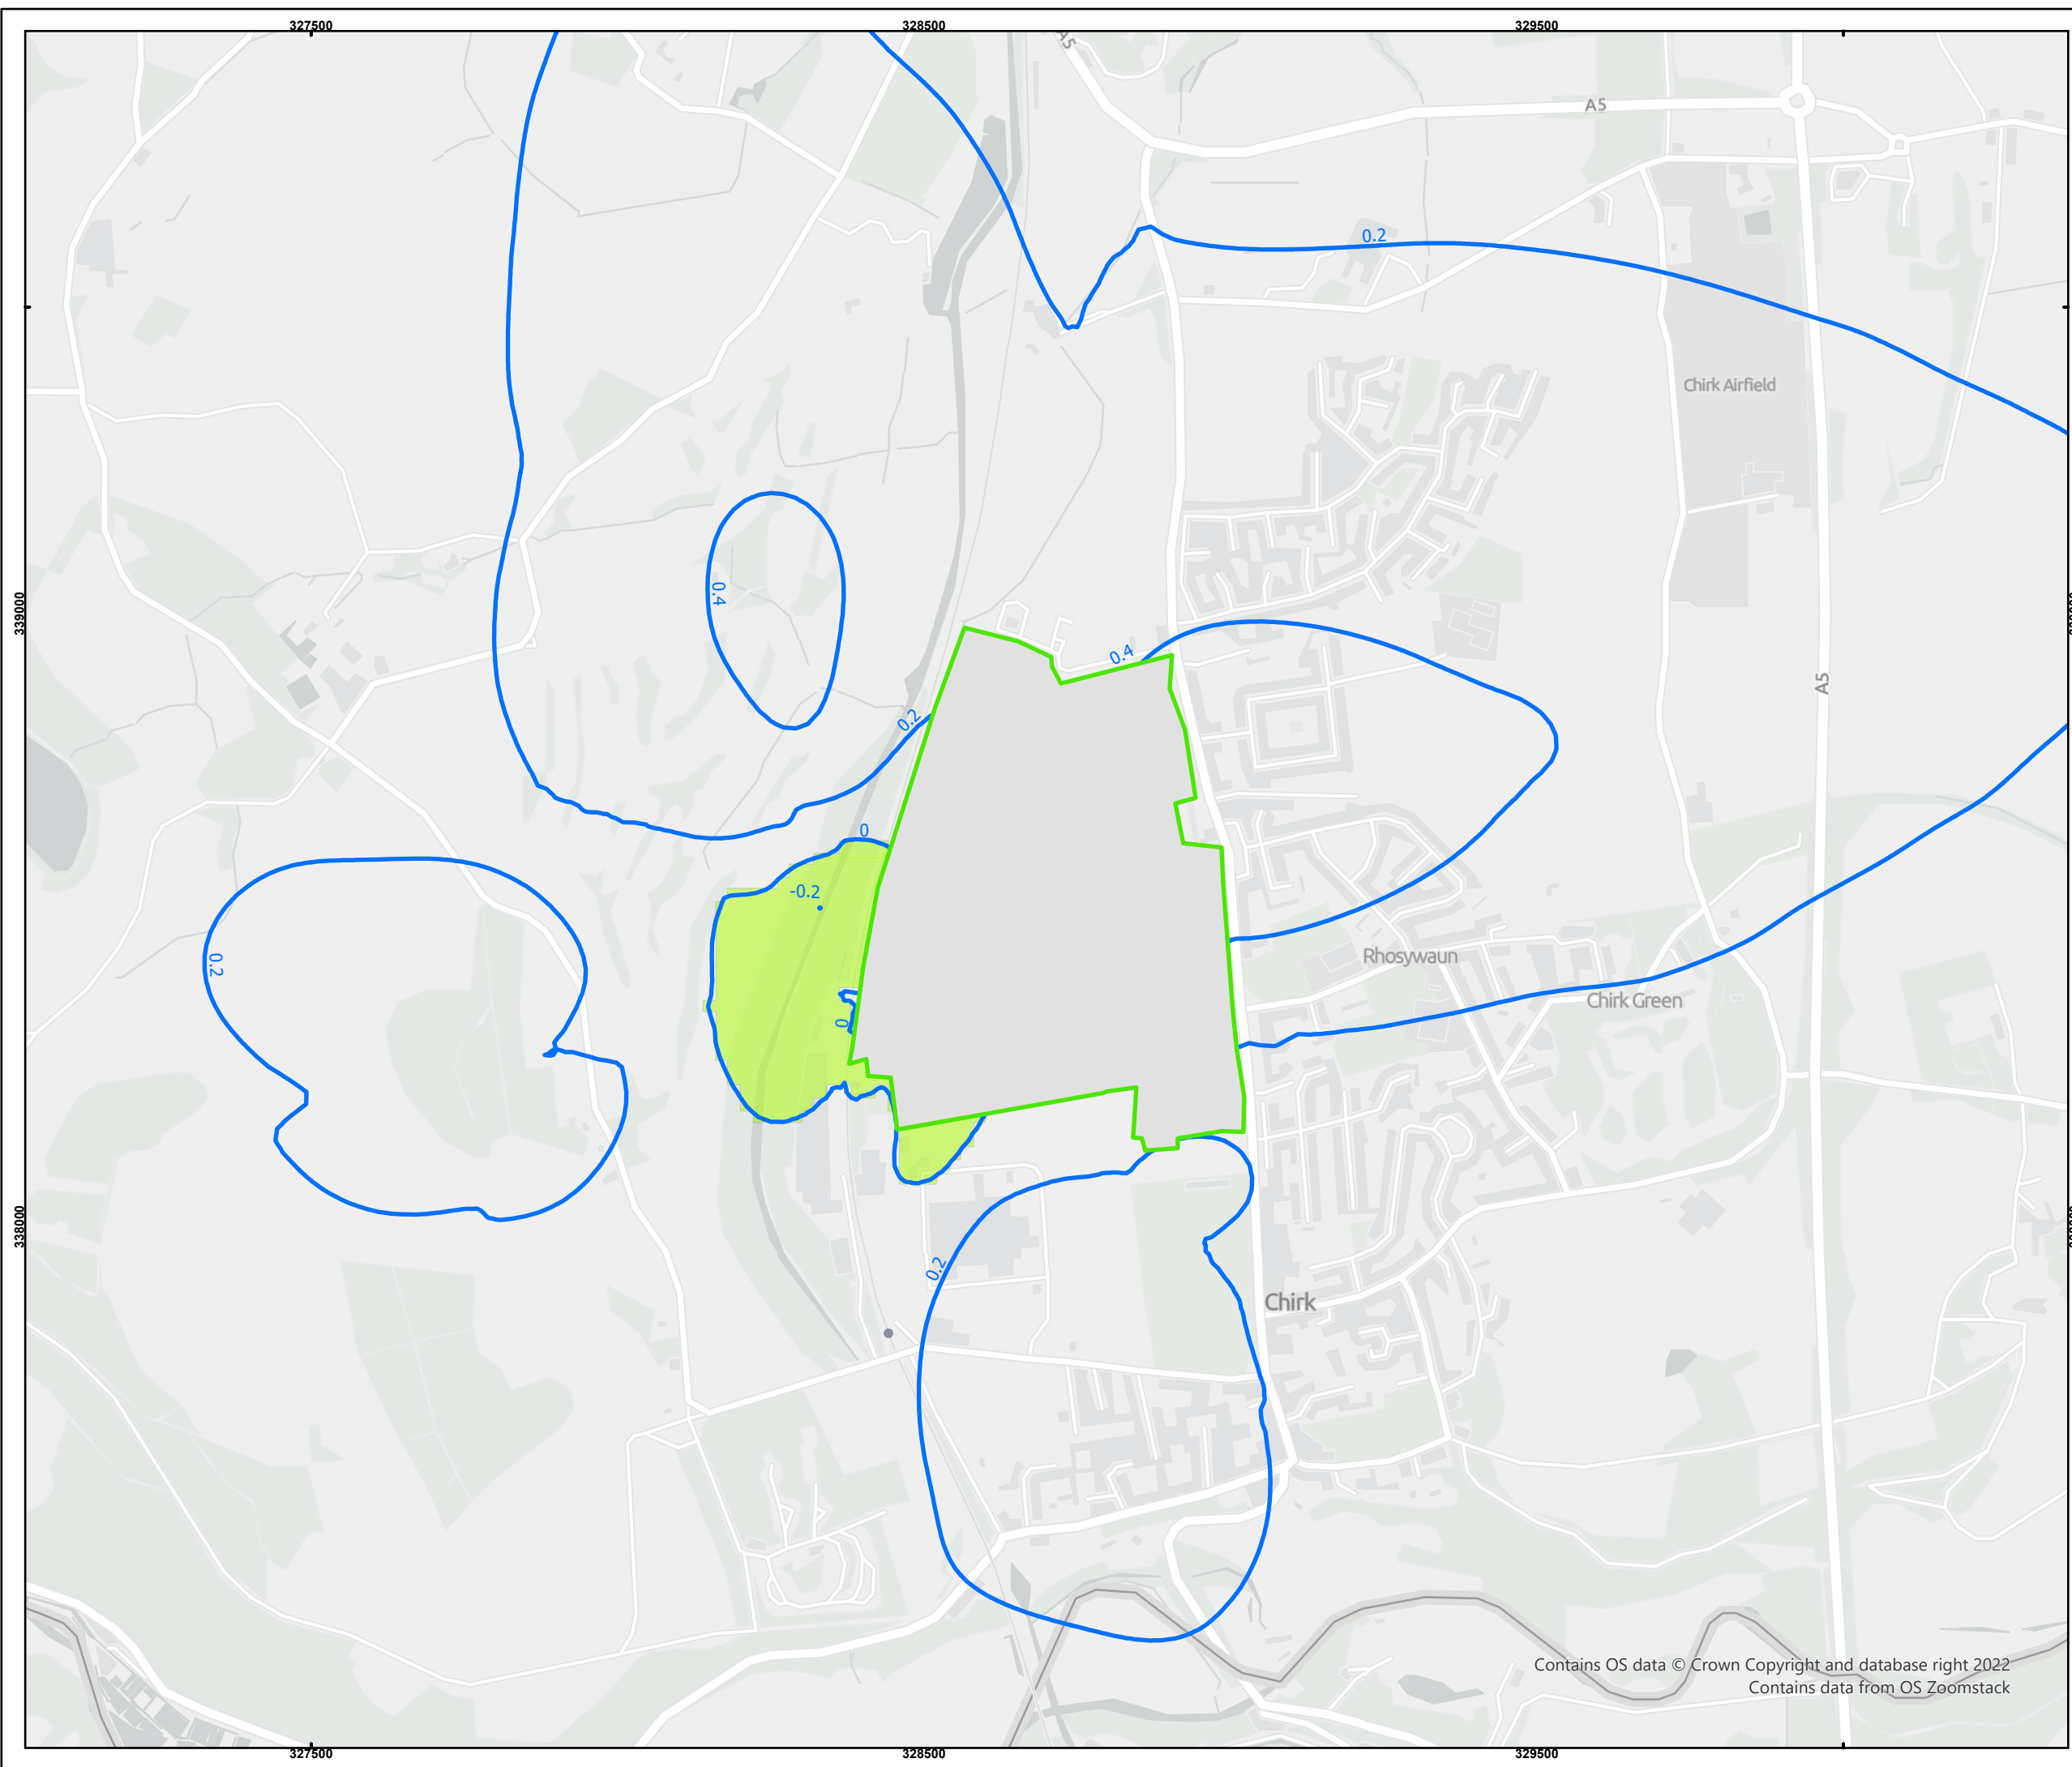 327500
328500
329500
A5
A5
0.2
Chirk Airfield
0.4
339000
0.4
A5
0.2
0
-0.2
Rhosywaun
0.2
Chirk Green
0
338000
0.2
Chirk
Contains OS data © Crown Copyright and database right 2022
Contains data from OS Zoomstack
327500
328500
329500